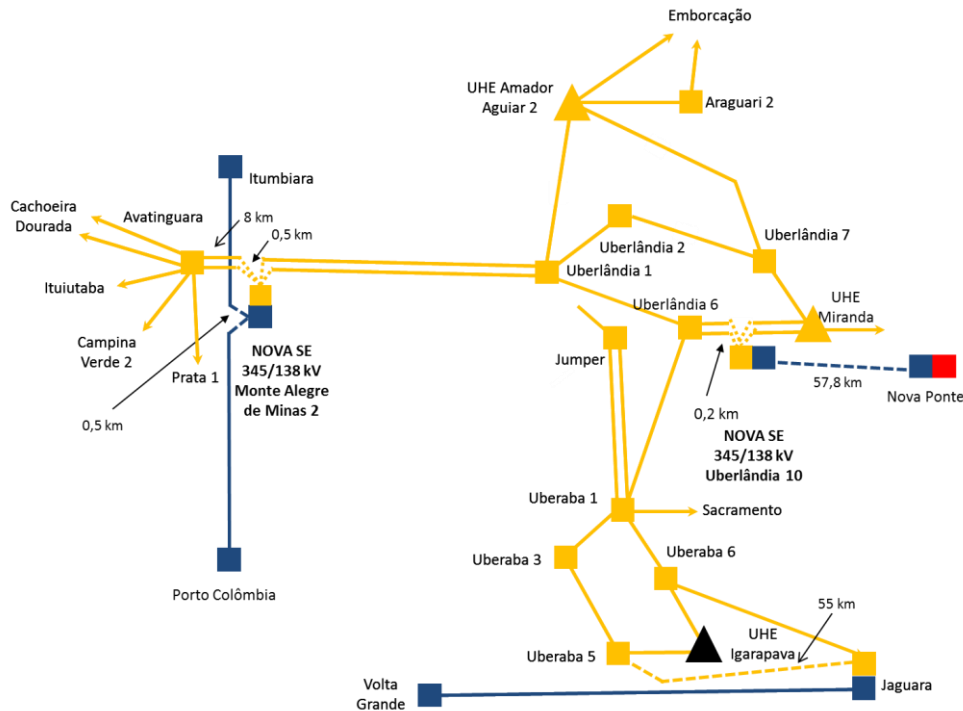 Emborcação
UHE Amador
Aguiar 2
Araguari 2
Itumbiara
Cachoeira
Dourada
Avatinguara
8 km
0,5 km
Uberlândia 2
Uberlândia 7
Uberlândia 1
Ituiutaba
Uberlândia 6
UHE
Miranda
Campina
Verde 2
Prata 1
NOVA SE
345/138 kV
Monte Alegre
de Minas 2
Jumper
57,8 km
Nova Ponte
0,5 km
0,2 km
NOVA SE
345/138 kV
Uberlândia 10
Uberaba 1
Sacramento
Uberaba 3
Uberaba 6
Porto Colômbia
55 km
UHE
Igarapava
Uberaba 5
Volta
Grande
Jaguara